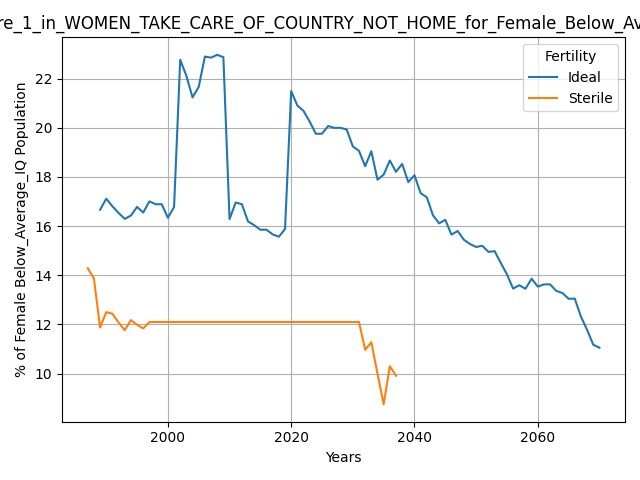 re_1_in_WOMEN_TAKE_CARE_OF_COUNTRY_NOT_HOME_for_Female_Below_Av
Fertility
Ideal
Sterile
% of Female Below_Average_IQ Population
22
20
18
16
14
12
10
2000
2020
2040
2060
Years